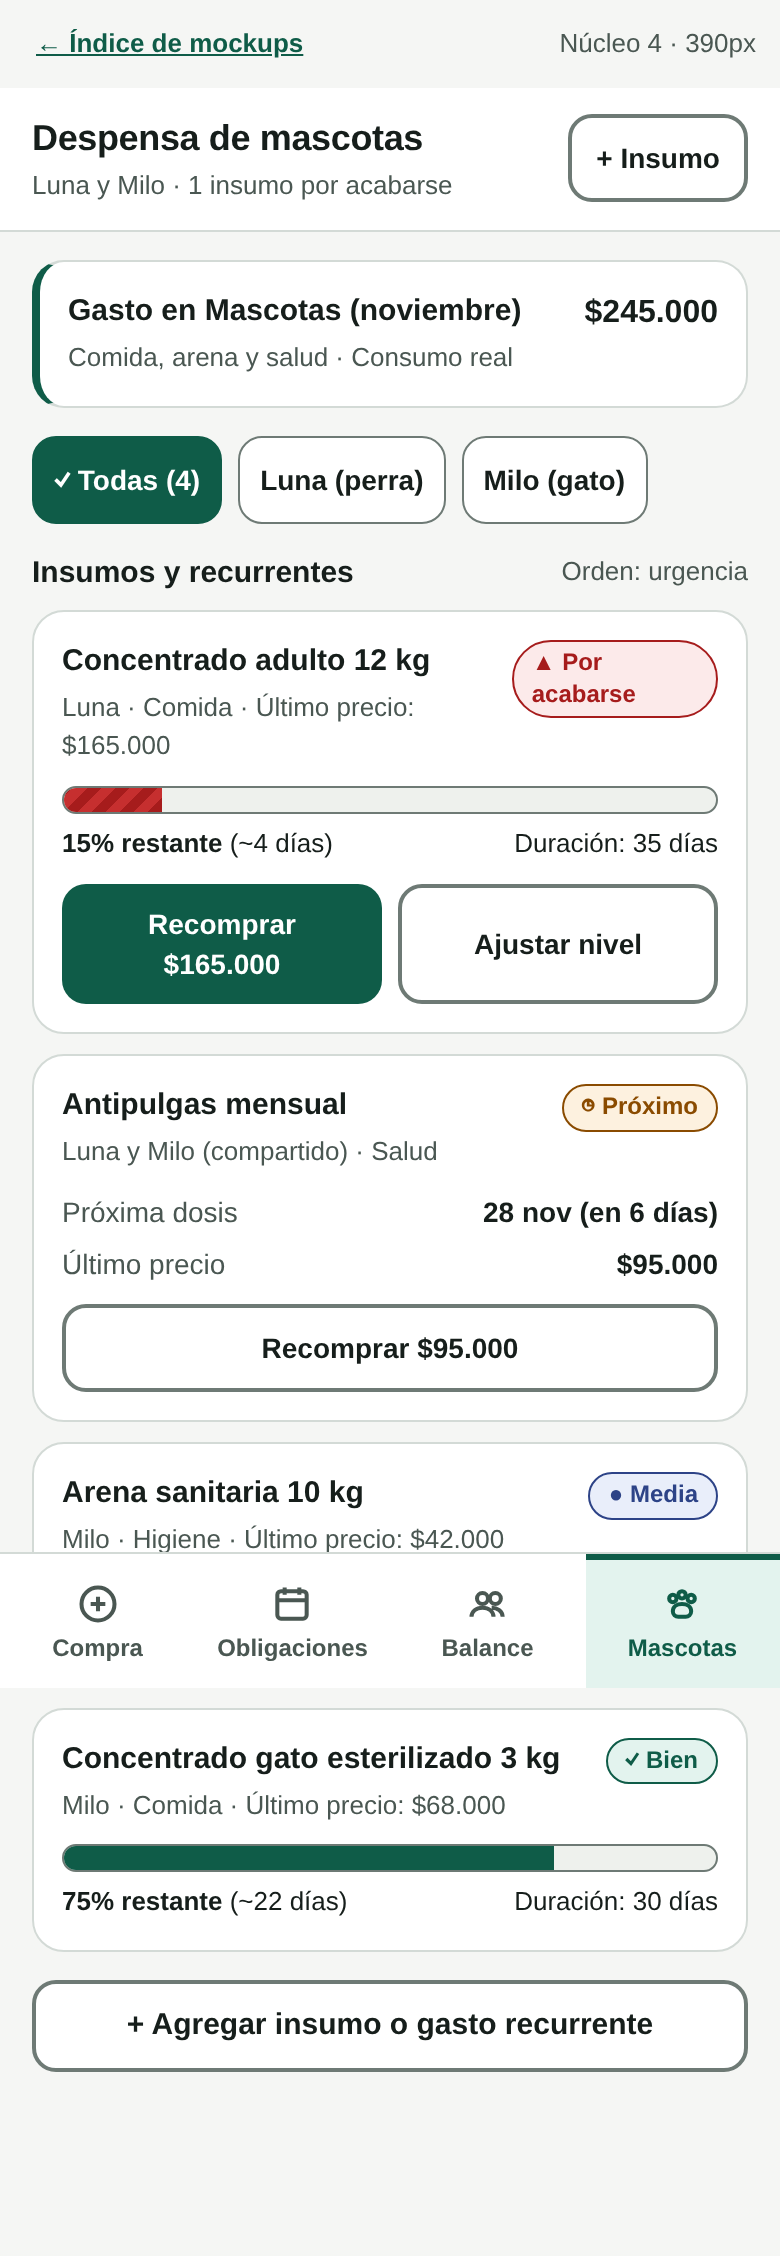 ← Índice de mockups
Núcleo 4 · 390px
Despensa de mascotas
Luna y Milo · 1 insumo por acabarse
+ Insumo
Gasto en Mascotas (noviembre)
$245.000
Comida, arena y salud · Consumo real
✓ Todas (4)
Luna (perra)
Milo (gato)
Insumos y recurrentes
Orden: urgencia
Concentrado adulto 12 kg
▲ Por
acabarse
Luna · Comida · Último precio:
$165.000
15% restante (~4 días)
Duración: 35 días
Recomprar
$165.000
Ajustar nivel
Antipulgas mensual
Próximo
Luna y Milo (compartido) · Salud
Próxima dosis
28 nov (en 6 días)
Último precio
$95.000
Recomprar $95.000
Arena sanitaria 10 kg
● Media
Milo · Higiene · Último precio: $42.000
Compra
Obligaciones
Balance
Mascotas
Concentrado gato esterilizado 3 kg
✓ Bien
Milo · Comida · Último precio: $68.000
75% restante (~22 días)
Duración: 30 días
+ Agregar insumo o gasto recurrente